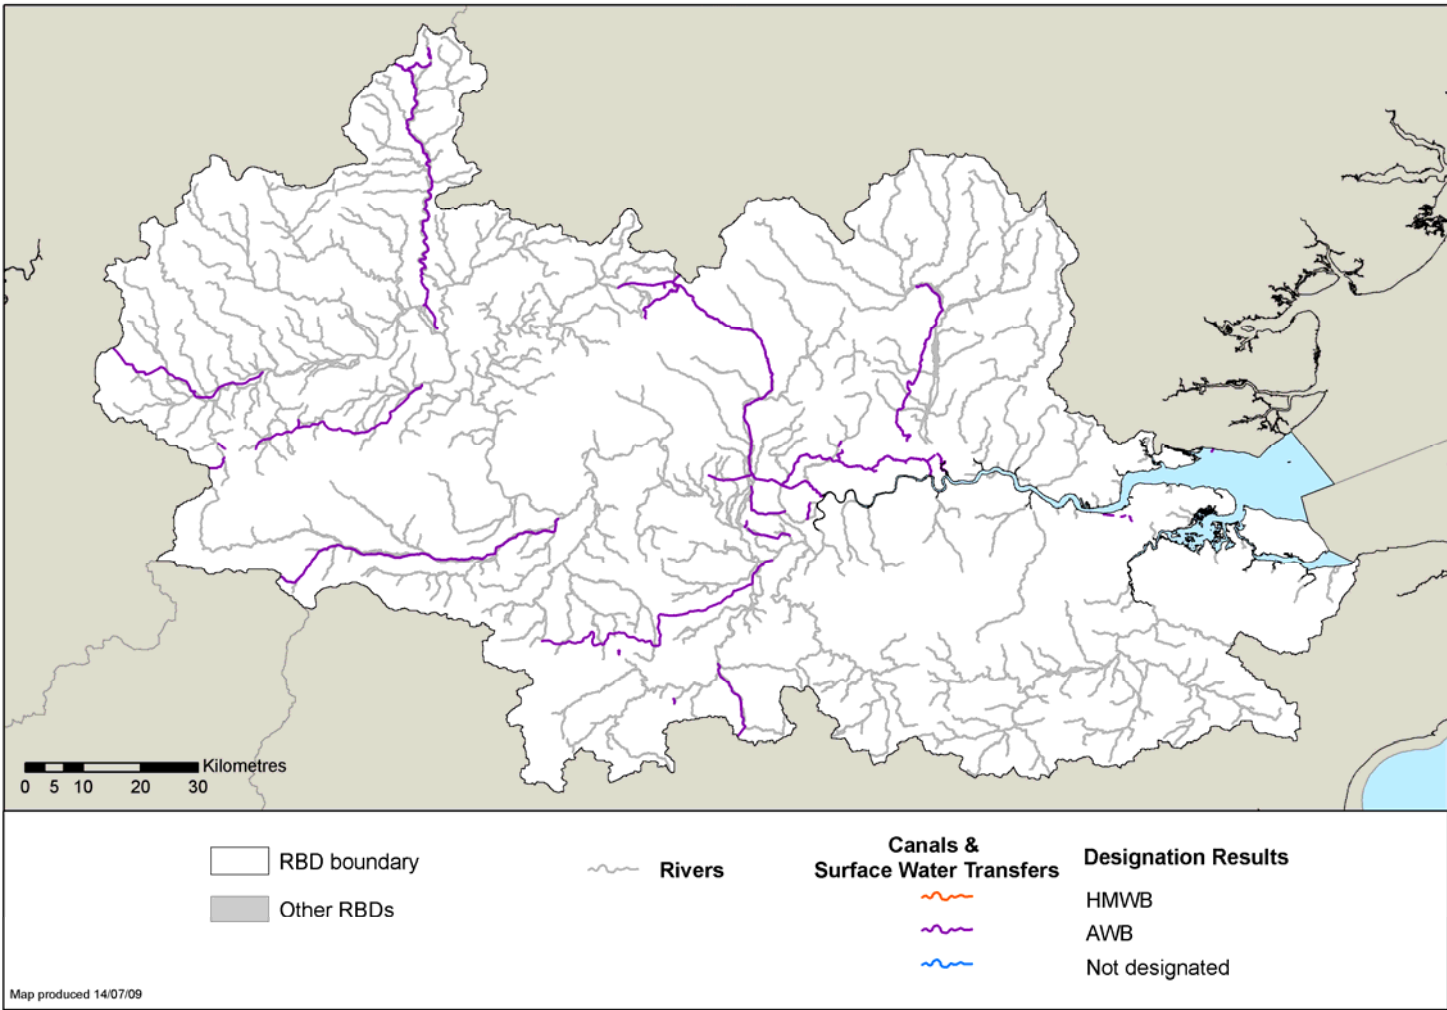 Kilometres
0 5 10 20 30
RBD boundary
Other RBDs
Rivers
Canals &
Surface Water Transfers
Designation Results
HMWB
AWB
Not designated
Map produced 14/07/09